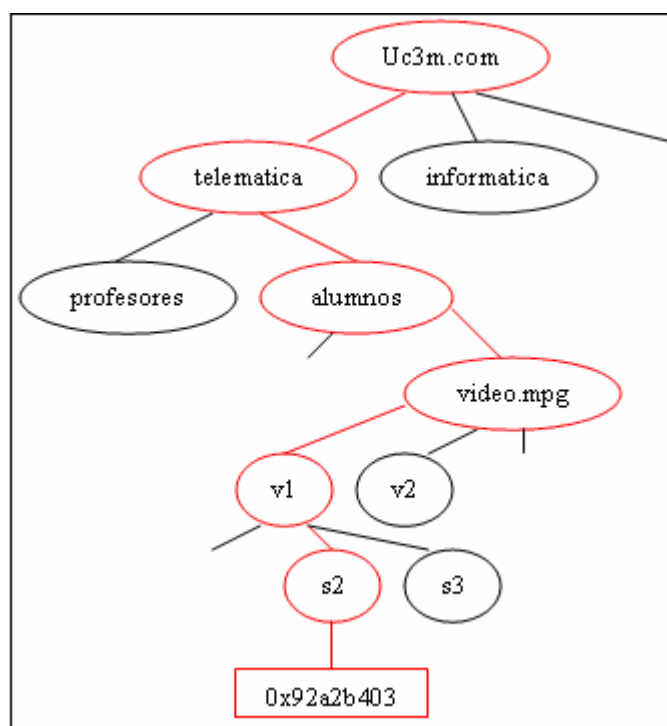 Uc3m.com
telematica
informatica
profesores
alumnos
video.mpg
v1
v2
s2
s3
0x92a2b403